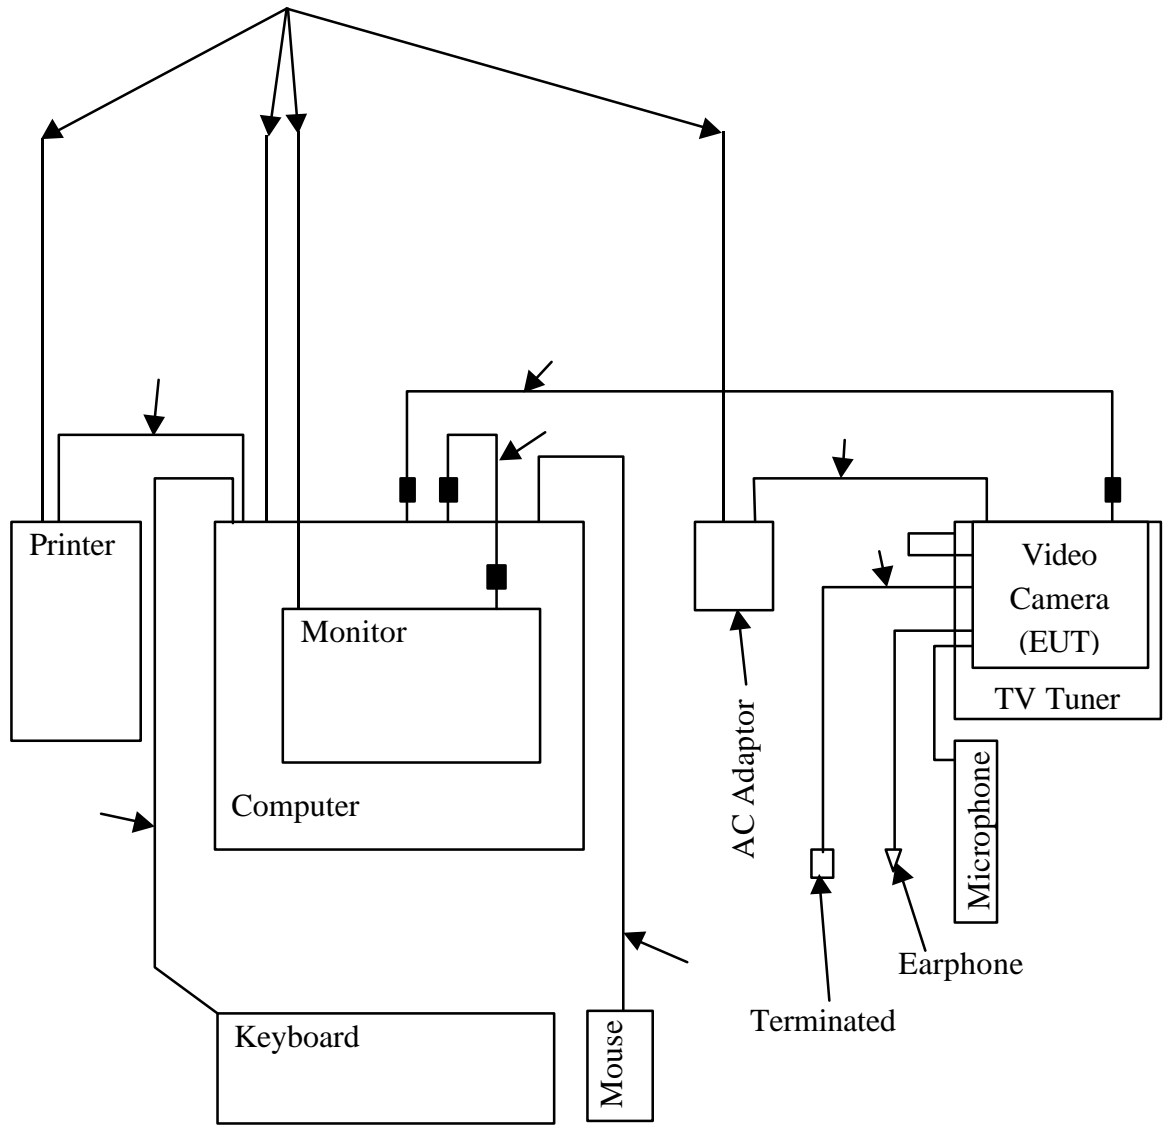 Printer
Video
Camera
(EUT)
Monitor
TV Tuner
AC Adaptor
Computer
Microphone
Earphone
Terminated
Keyboard
Mouse